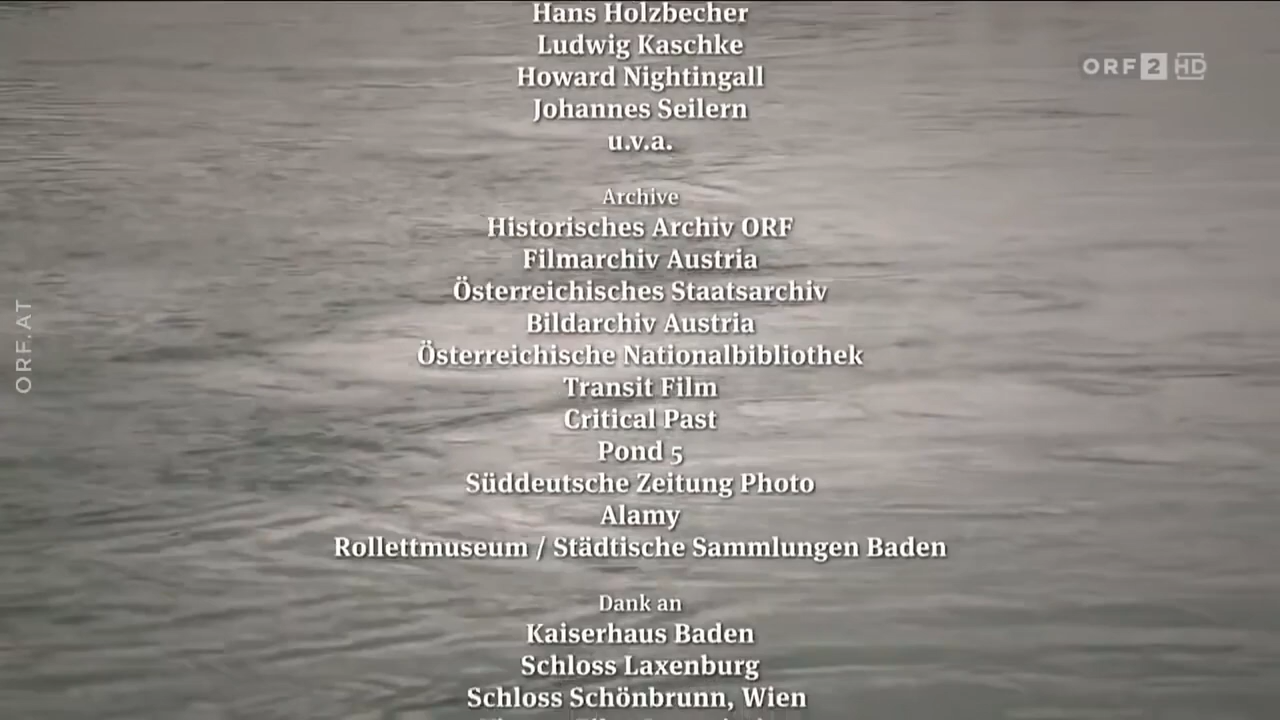 Hans Holzbecher
Ludwig Kaschke
Howard Nightingall
Johannes Seilern
u.v.a.
ORF 2 HD
Archive
Historisches Archiv ORF
Filmarchiv Austria
Österreichisches Staatsarchiv
Bildarchiv Austria
Österreichische Nationalbibliothek
Transit Film
Critical Past
Pond 5
Süddeutsche Zeitung Photo
Alamy
Rollettmuseum / Städtische Sammlungen Baden
ORF.AT
Dank an
Kaiserhaus Baden
Schloss Laxenburg
Schloss Schönbrunn, Wien